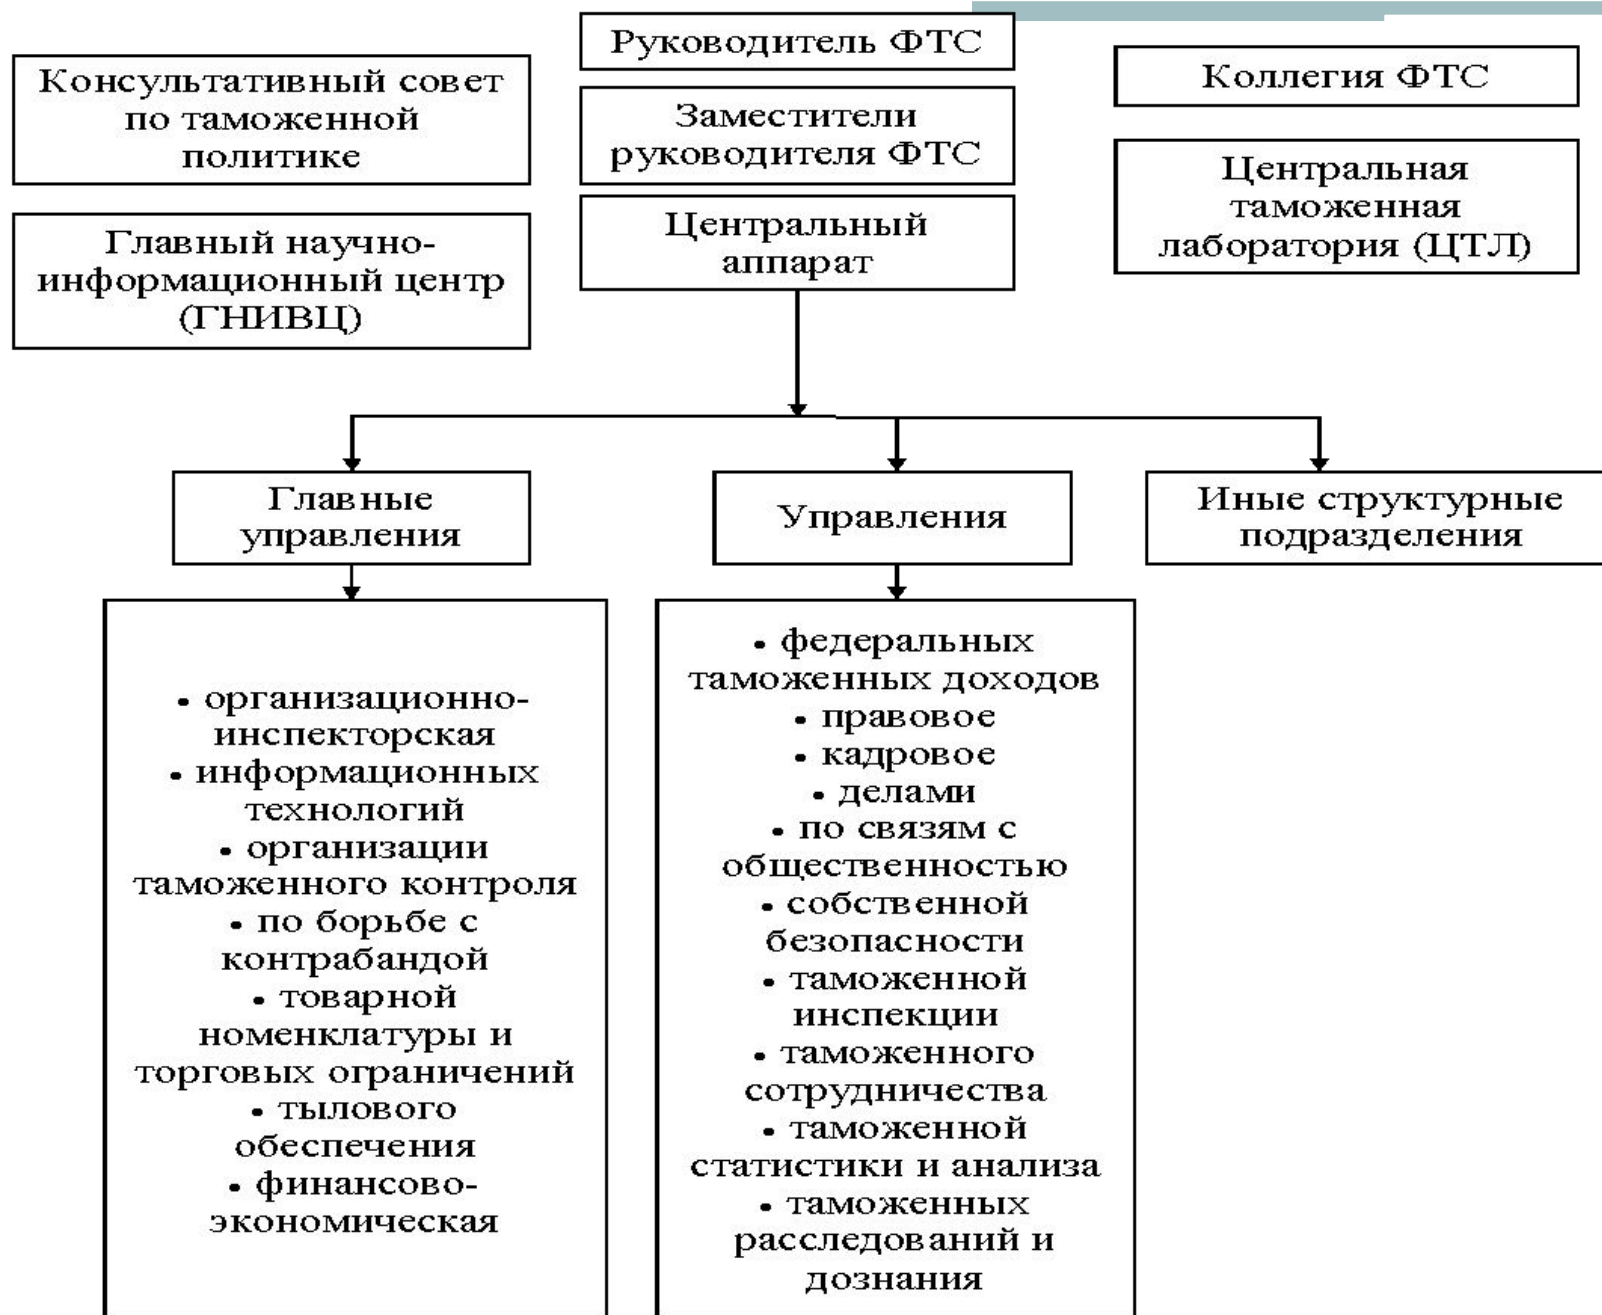 Руководитель ФТС
Консультативный совет
по таможенной
политике
Заместители
руководителя ФТС
Коллегия ФТС
Главный научно-
информационный центр
(ГНИВЦ)
Центральный
аппарат
Центральная
таможенная
лаборатория (ЦТЛ)
Главные
управления
Управления
Иные структурные
подразделения
• организационно-
инспекторская
• информационных
технологий
• организации
таможенного контроля
• по борьбе с
контрабандой
• товарной
номенклатуры и
торговых ограничений
• тылового
обеспечения
• финансово-
экономическая
• федеральных
таможенных доходов
• правовое
• кадровое
• делами
• по связям с
общественностью
• собственной
безопасности
• таможенной
инспекции
• таможенного
сотрудничества
• таможенной
статистики и анализа
• таможенных
расследований и
дознания